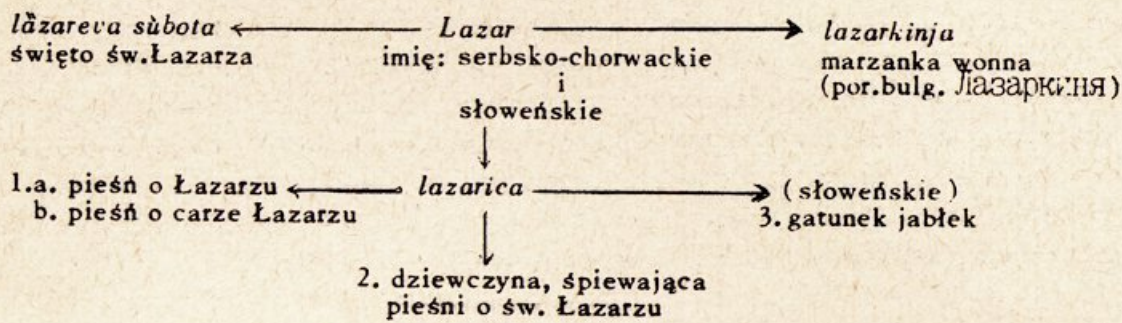 lȁzareva sùbota
święto św.Łazarza
Lazar
imię: serbsko-chorwackie
i
słoweńskie
lazarkinja
marzanka wonna
(por.bulg. Лазаркиня)
1.a. pieśń o Łazarzu
b. pieśń o carze Łazarzu
lazarica
(słoweńskie)
3. gatunek jabłek
2. dziewczyna, śpiewająca
pieśni o św. Łazarzu